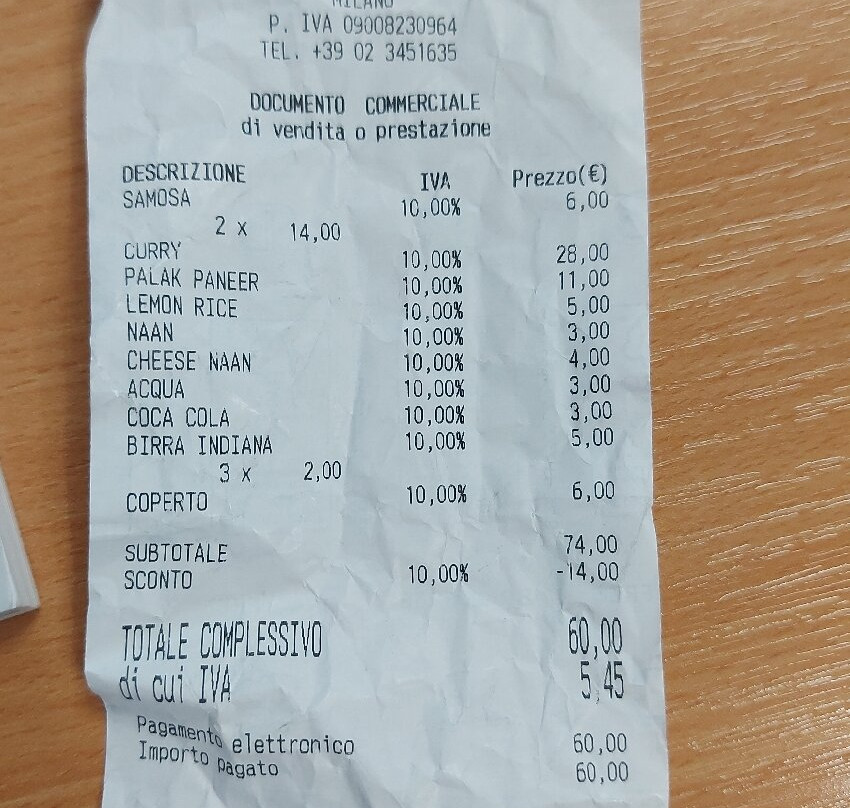 MILANO
P. IVA 09008230964
TEL. +39 02 3451635
DOCUMENTO COMMERCIALE
di vendita o prestazione
DESCRIZIONE IVA Prezzo(€)
SAMOSA 10,00% 6,00
2 x 14,00
CURRY 10,00% 28,00
PALAK PANEER 10,00% 11,00
LEMON RICE 10,00% 5,00
NAAN 10,00% 3,00
CHEESE NAAN 10,00% 4,00
ACQUA 10,00% 3,00
COCA COLA 10,00% 3,00
BIRRA INDIANA 10,00% 5,00
3 x 2,00
COPERTO 10,00% 6,00
SUBTOTALE 74,00
SCONTO 10,00% -14,00
TOTALE COMPLESSIVO 60,00
di cui IVA 5,45
Pagamento elettronico 60,00
Importo pagato 60,00